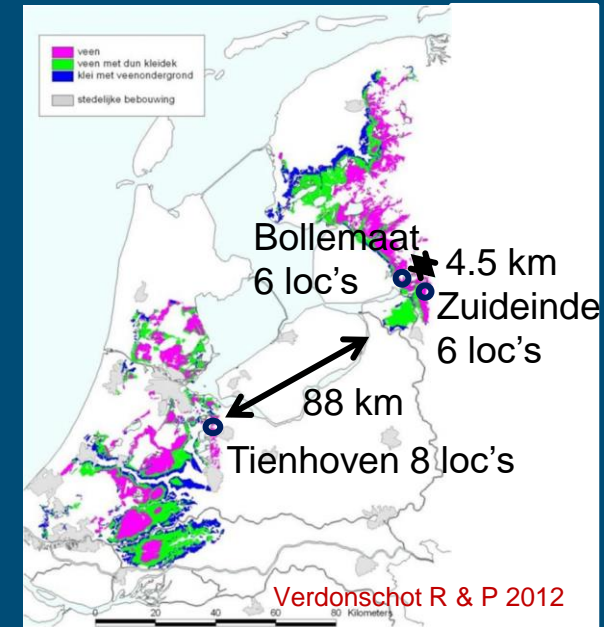 veen
veen met dun kleidek
klei met veenondergrond
stedelijke bebouwing
Bollemaat
6 loc's
4.5 km
Zuideinde
6 loc's
88 km
Tienhoven 8 loc's
Verdonschot R & P 2012
0 20 40 60 80 Kilometers